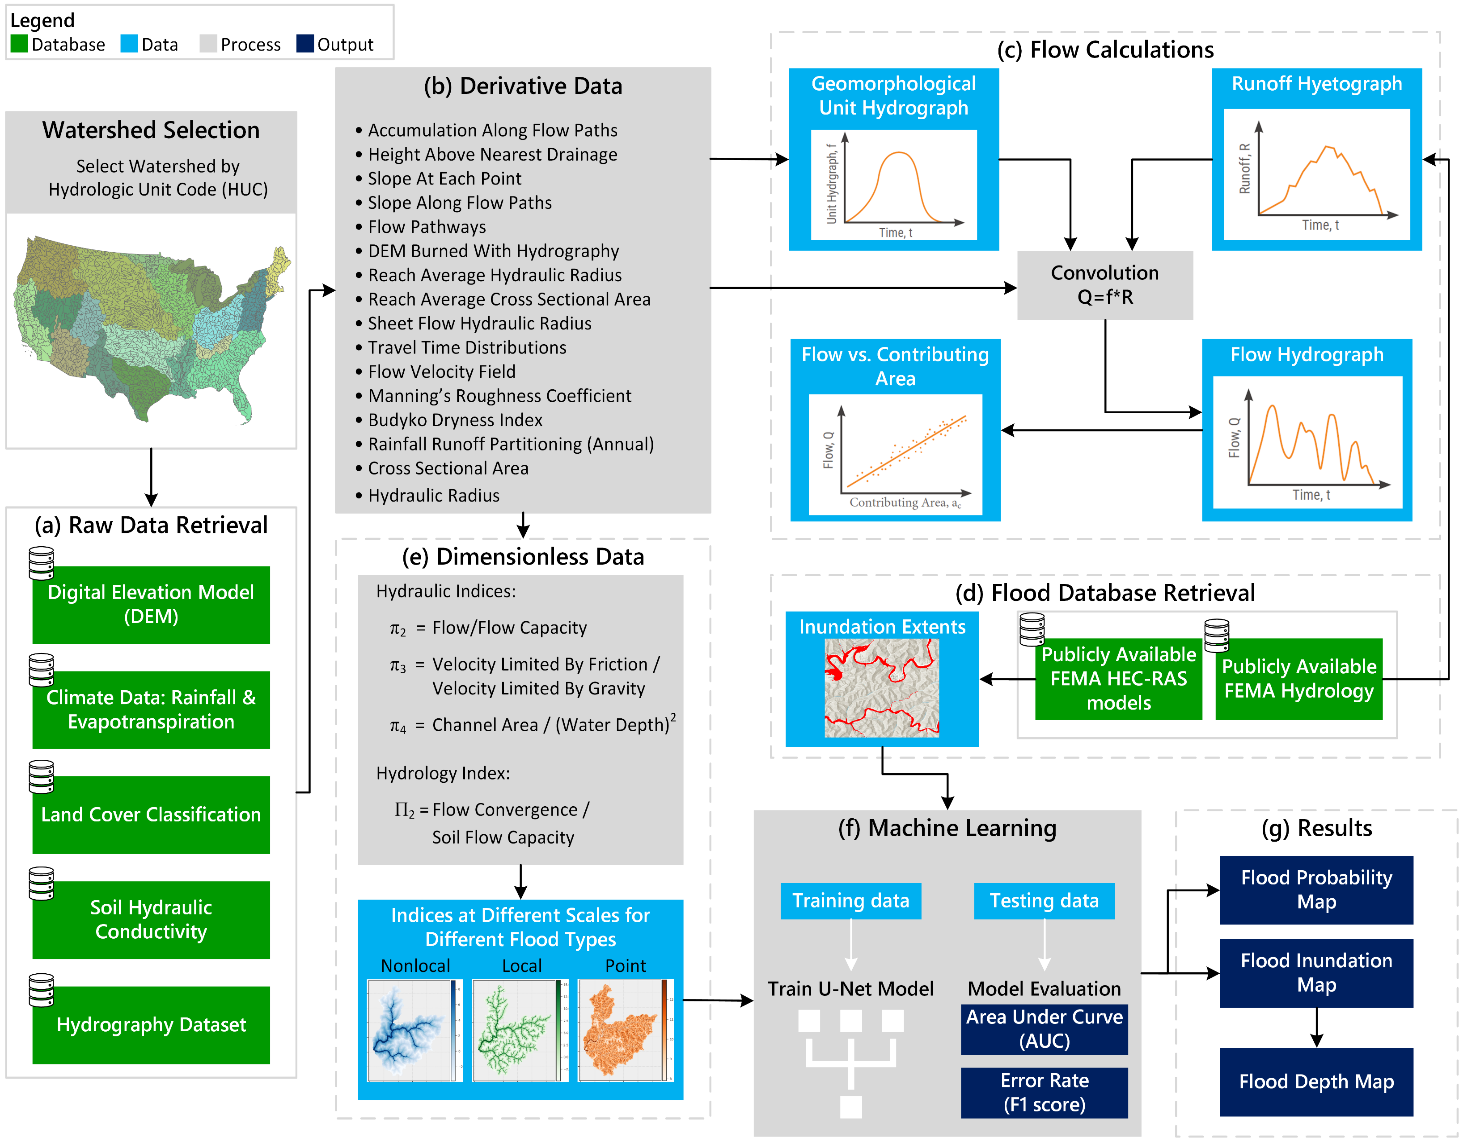 Legend
Database
Data
Process
Output
Watershed Selection
Select Watershed by
Hydrologic Unit Code (HUC)
(a) Raw Data Retrieval
Digital Elevation Model
(DEM)
Climate Data: Rainfall &
Evapotranspiration
Land Cover Classification
Soil Hydraulic
Conductivity
Hydrography Dataset
(b) Derivative Data
• Accumulation Along Flow Paths
• Height Above Nearest Drainage
• Slope At Each Point
• Slope Along Flow Paths
• Flow Pathways
• DEM Burned With Hydrography
• Reach Average Hydraulic Radius
• Reach Average Cross Sectional Area
• Sheet Flow Hydraulic Radius
• Travel Time Distributions
• Flow Velocity Field
• Manning's Roughness Coefficient
• Budyko Dryness Index
• Rainfall Runoff Partitioning (Annual)
• Cross Sectional Area
• Hydraulic Radius
(c) Flow Calculations
Geomorphological
Unit Hydrograph
Unit Hydrgraph, f
Time, t
Runoff Hyetograph
Runoff, R
Time, t
Convolution
Q=f*R
Flow vs. Contributing
Area
Flow, Q
Contributing Area, a_c
Flow Hydrograph
Flow, Q
Time, t
(d) Flood Database Retrieval
Inundation Extents
Publicly Available
FEMA HEC-RAS
models
Publicly Available
FEMA Hydrology
(e) Dimensionless Data
Hydraulic Indices:
π₂ = Flow/Flow Capacity
π₃ = Velocity Limited By Friction /
Velocity Limited By Gravity
π₄ = Channel Area / (Water Depth)²
Hydrology Index:
Π₂ = Flow Convergence /
Soil Flow Capacity
Indices at Different Scales for
Different Flood Types
Nonlocal
Local
Point
(f) Machine Learning
Training data
Testing data
Train U-Net Model
Model Evaluation
Area Under Curve
(AUC)
Error Rate
(F1 score)
(g) Results
Flood Probability
Map
Flood Inundation
Map
Flood Depth Map